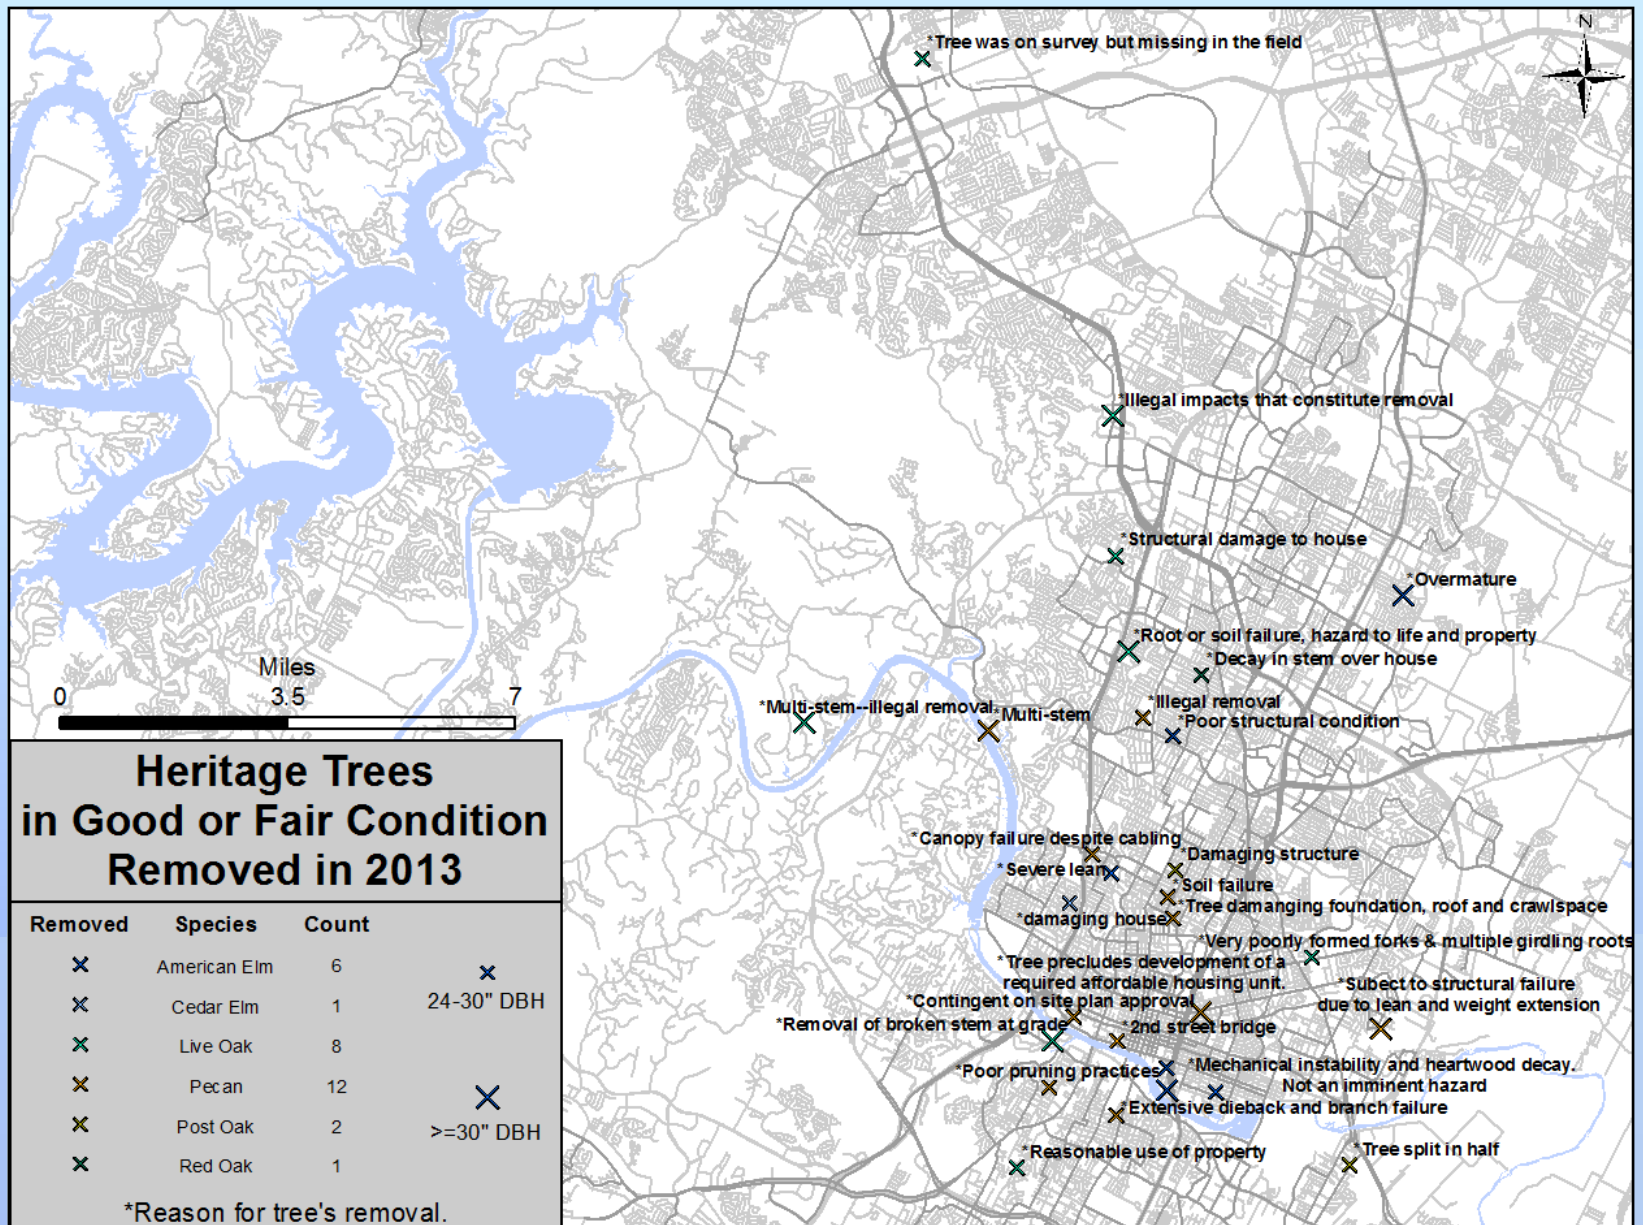 *Tree was on survey but missing in the field
N
*Illegal impacts that constitute removal
*Structural damage to house
*Overmature
*Root or soil failure, hazard to life and property
*Decay in stem over house
*Illegal removal
*Poor structural condition
*Multi-stem--illegal removal
*Multi-stem
*Canopy failure despite cabling
*Damaging structure
*Severe lean
*Soil failure
*damaging house
*Tree damanging foundation, roof and crawlspace
*Very poorly formed forks & multiple girdling roots
*Tree precludes development of a
required affordable housing unit.
*Subect to structural failure
due to lean and weight extension
*Contingent on site plan approval
*Removal of broken stem at grade
*2nd street bridge
*Mechanical instability and heartwood decay.
Not an imminent hazard
*Poor pruning practices
*Extensive dieback and branch failure
*Reasonable use of property
*Tree split in half
Miles
0 3.5 7
Heritage Trees
in Good or Fair Condition
Removed in 2013
Removed Species Count
American Elm 6
24-30" DBH
Cedar Elm 1
Live Oak 8
Pecan 12
>=30" DBH
Post Oak 2
Red Oak 1
*Reason for tree's removal.